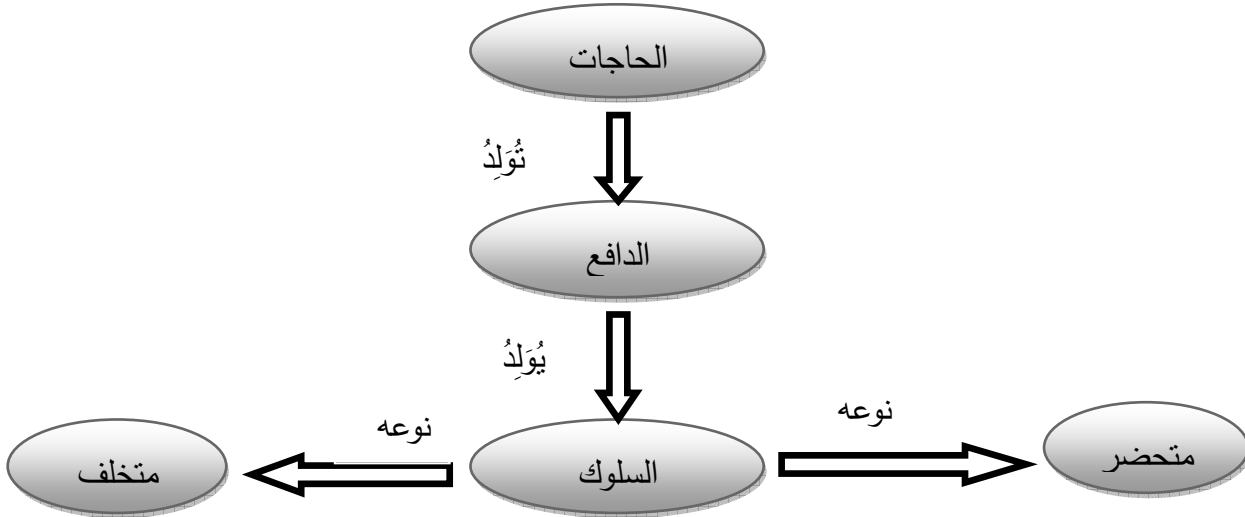 الحاجات
تُوَلِدُ
الدافع
يُوَلِدُ
نوعه
نوعه
متحضر
السلوك
متخلف